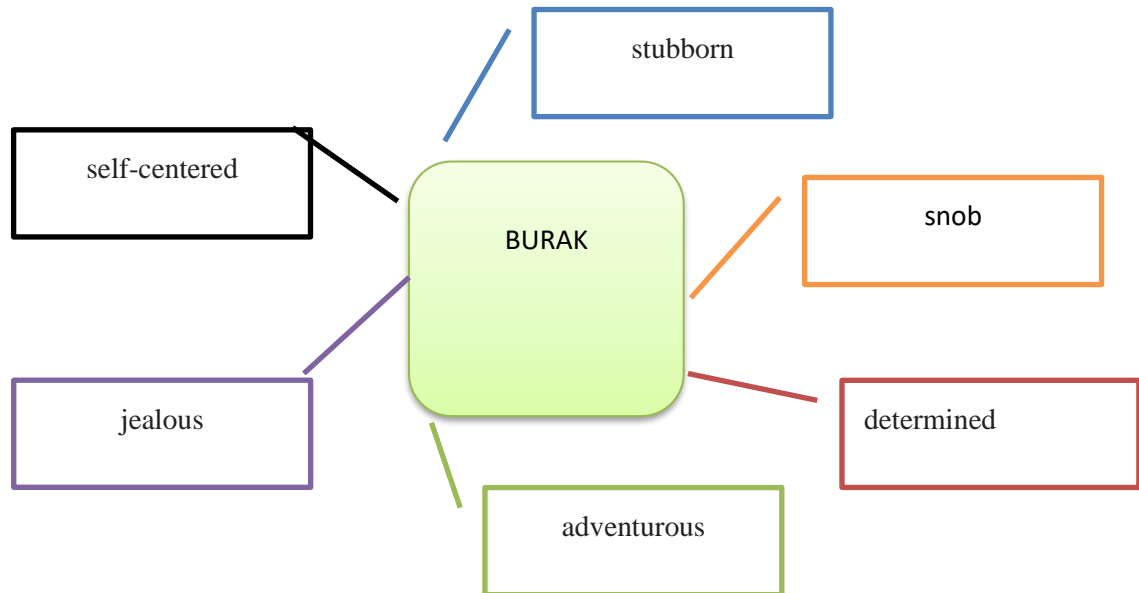 stubborn
self-centered
snob
BURAK
jealous
determined
adventurous